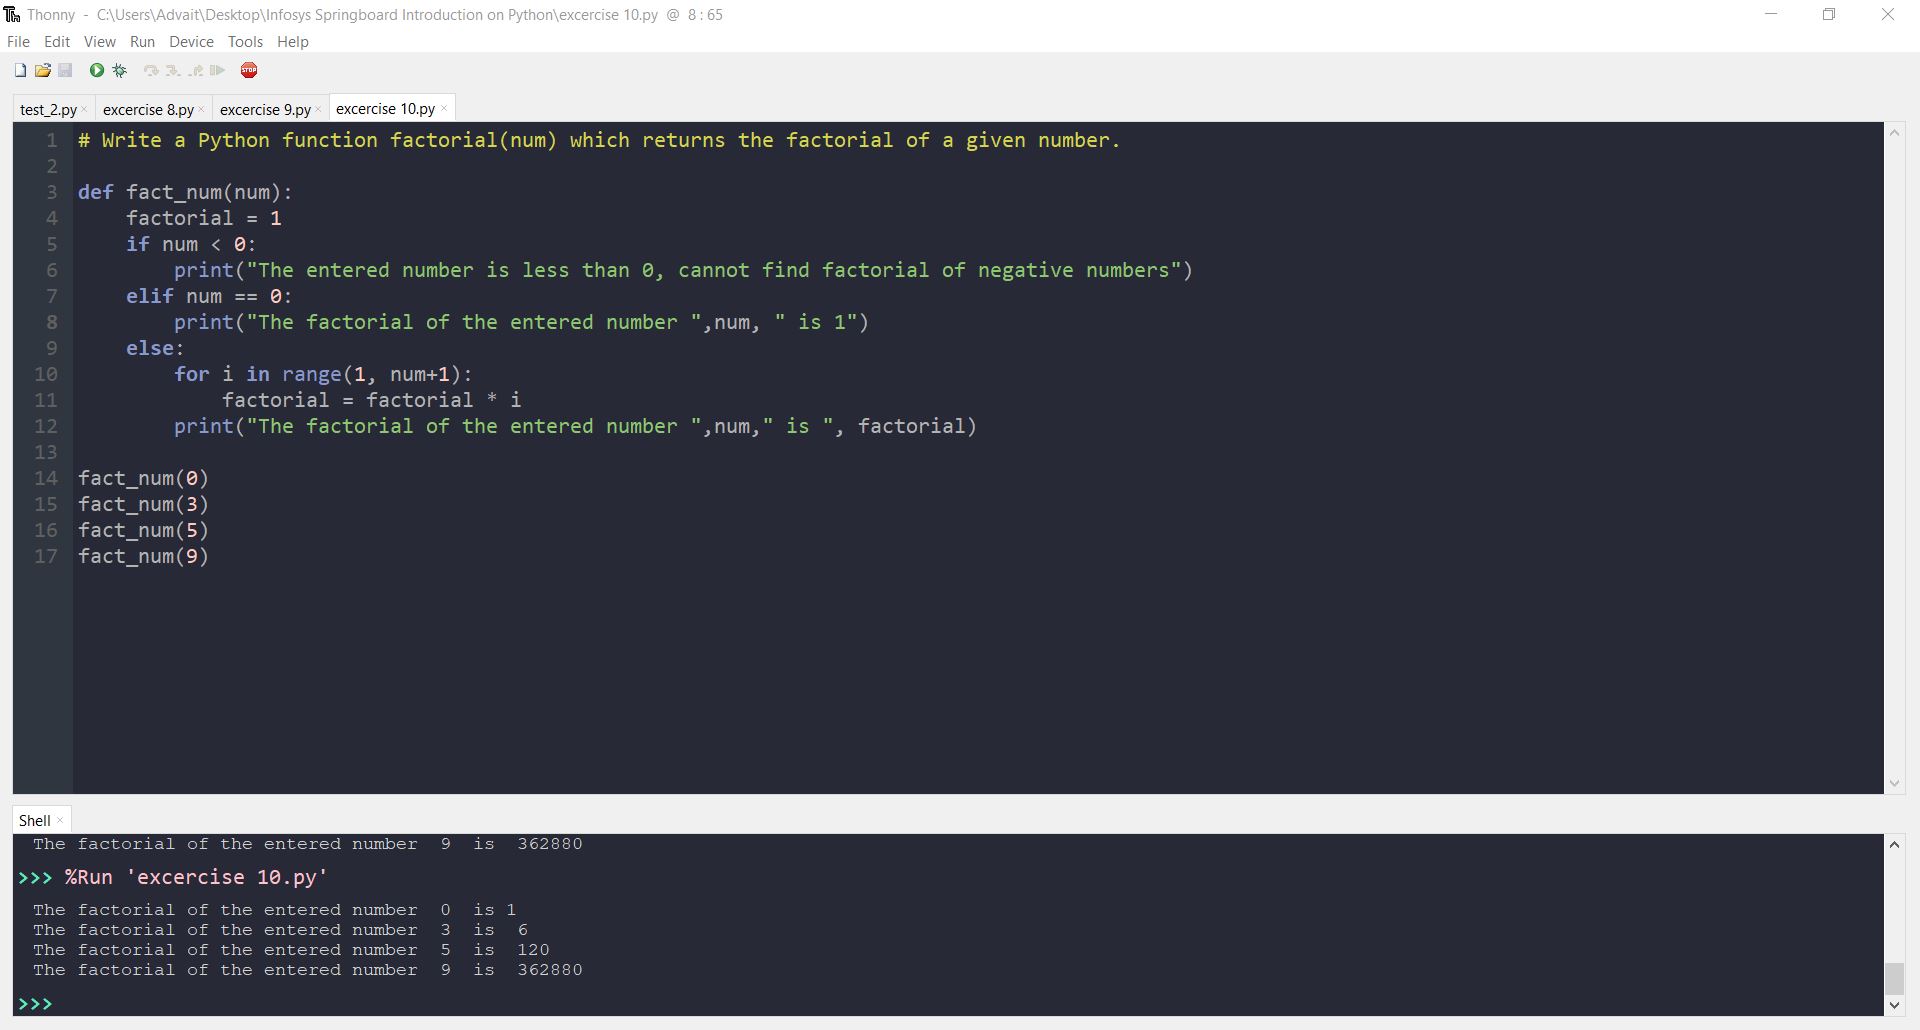 Thonny - C:\Users\Advait\Desktop\Infosys Springboard Introduction on Python\excercise 10.py @ 8 : 65
File Edit View Run Device Tools Help
STOP
test_2.py × excercise 8.py × excercise 9.py × excercise 10.py ×
1 # Write a Python function factorial(num) which returns the factorial of a given number.
2
3 def fact_num(num):
4     factorial = 1
5     if num < 0:
6         print("The entered number is less than 0, cannot find factorial of negative numbers")
7     elif num == 0:
8         print("The factorial of the entered number ",num, " is 1")
9     else:
10         for i in range(1, num+1):
11             factorial = factorial * i
12         print("The factorial of the entered number ",num," is ", factorial)
13
14 fact_num(0)
15 fact_num(3)
16 fact_num(5)
17 fact_num(9)
Shell ×
The factorial of the entered number  9  is  362880
>>> %Run 'excercise 10.py'
The factorial of the entered number  0  is 1
The factorial of the entered number  3  is  6
The factorial of the entered number  5  is  120
The factorial of the entered number  9  is  362880
>>>